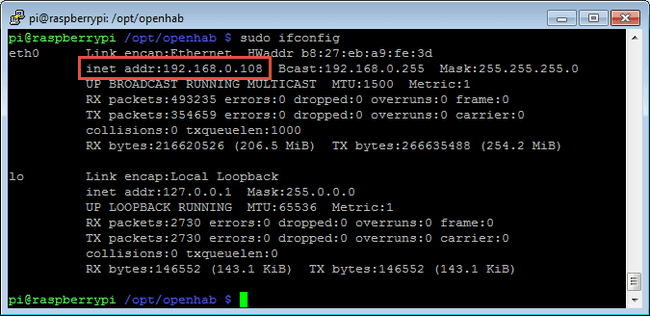 pi@raspberrypi: /opt/openhab
pi@raspberrypi /opt/openhab $ sudo ifconfig
eth0      Link encap:Ethernet  HWaddr b8:27:eb:a9:fe:3d
          inet addr:192.168.0.108  Bcast:192.168.0.255  Mask:255.255.255.0
          UP BROADCAST RUNNING MULTICAST  MTU:1500  Metric:1
          RX packets:493235 errors:0 dropped:0 overruns:0 frame:0
          TX packets:354659 errors:0 dropped:0 overruns:0 carrier:0
          collisions:0 txqueuelen:1000
          RX bytes:216620526 (206.5 MiB)  TX bytes:266635488 (254.2 MiB)
lo        Link encap:Local Loopback
          inet addr:127.0.0.1  Mask:255.0.0.0
          UP LOOPBACK RUNNING  MTU:65536  Metric:1
          RX packets:2730 errors:0 dropped:0 overruns:0 frame:0
          TX packets:2730 errors:0 dropped:0 overruns:0 carrier:0
          collisions:0 txqueuelen:0
          RX bytes:146552 (143.1 KiB)  TX bytes:146552 (143.1 KiB)
pi@raspberrypi /opt/openhab $